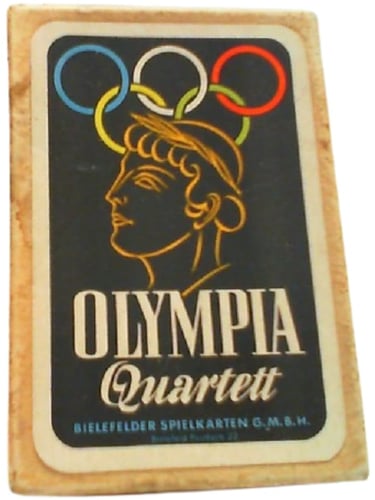 OLYMPIA
Quartett
BIELEFELDER SPIELKARTEN G.M.B.H.